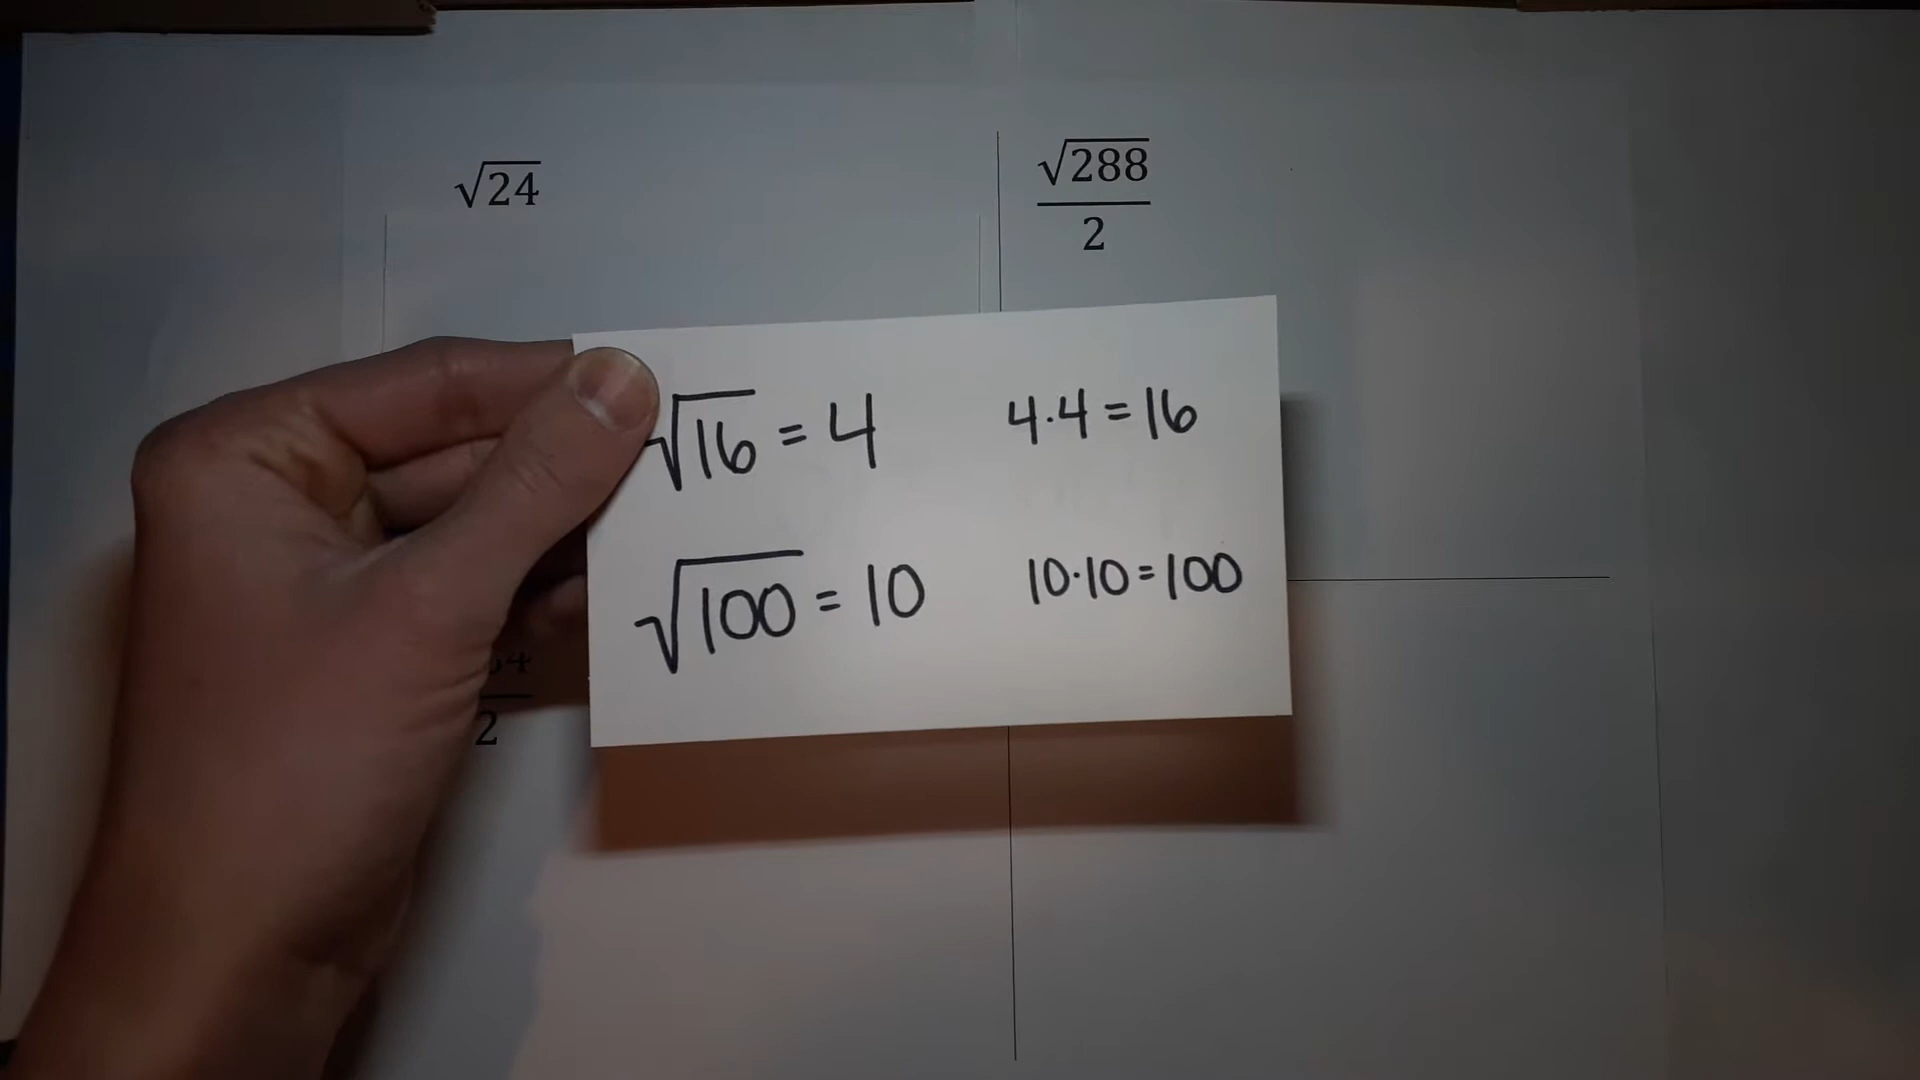 √24
√288
2
√16 = 4
4·4 = 16
√100 = 10
10·10 = 100
2